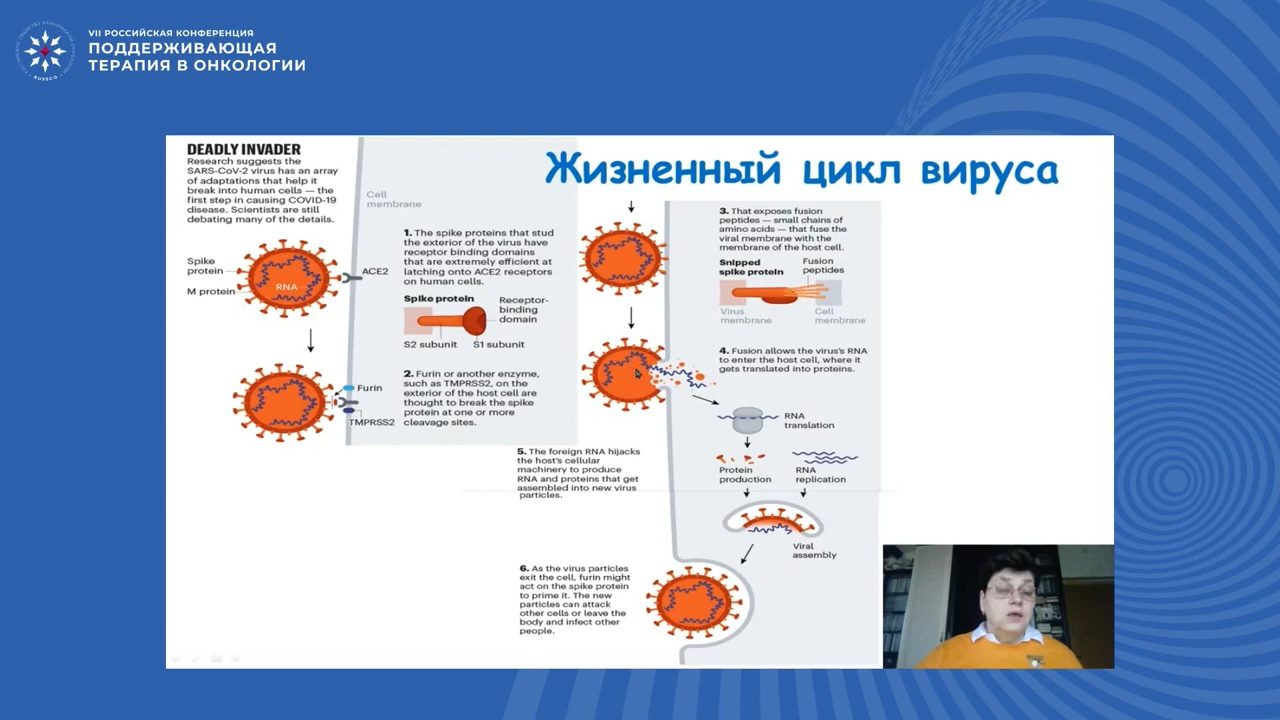 VII РОССИЙСКАЯ КОНФЕРЕНЦИЯ
ПОДДЕРЖИВАЮЩАЯ
ТЕРАПИЯ В ОНКОЛОГИИ
Жизненный цикл вируса
DEADLY INVADER
Research suggests the
SARS-CoV-2 virus has an array
of adaptations that help it
break into human cells — the
first step in causing COVID-19
disease. Scientists are still
debating many of the details.
Cell
membrane
Spike
protein
M protein
RNA
ACE2
1. The spike proteins that stud
the exterior of the virus have
receptor binding domains
that are extremely efficient at
latching onto ACE2 receptors
on human cells.
Spike protein
Receptor-
binding
domain
S2 subunit
S1 subunit
Furin
TMPRSS2
2. Furin or another enzyme,
such as TMPRSS2, on the
exterior of the host cell are
thought to break the spike
protein at one or more
cleavage sites.
3. That exposes fusion
peptides — small chains of
amino acids — that fuse the
viral membrane with the
membrane of the host cell.
Snipped
spike protein
Fusion
peptides
Virus
membrane
Cell
membrane
4. Fusion allows the virus's RNA
to enter the host cell, where it
gets translated into proteins.
RNA
translation
Protein
production
RNA
replication
5. The foreign RNA hijacks
the host's cellular
machinery to produce
RNA and proteins that get
assembled into new virus
particles.
Viral
assembly
6. As the virus particles
exit the cell, furin might
act on the spike protein
to prime it. The new
particles can attack
other cells or leave the
body and infect other
people.